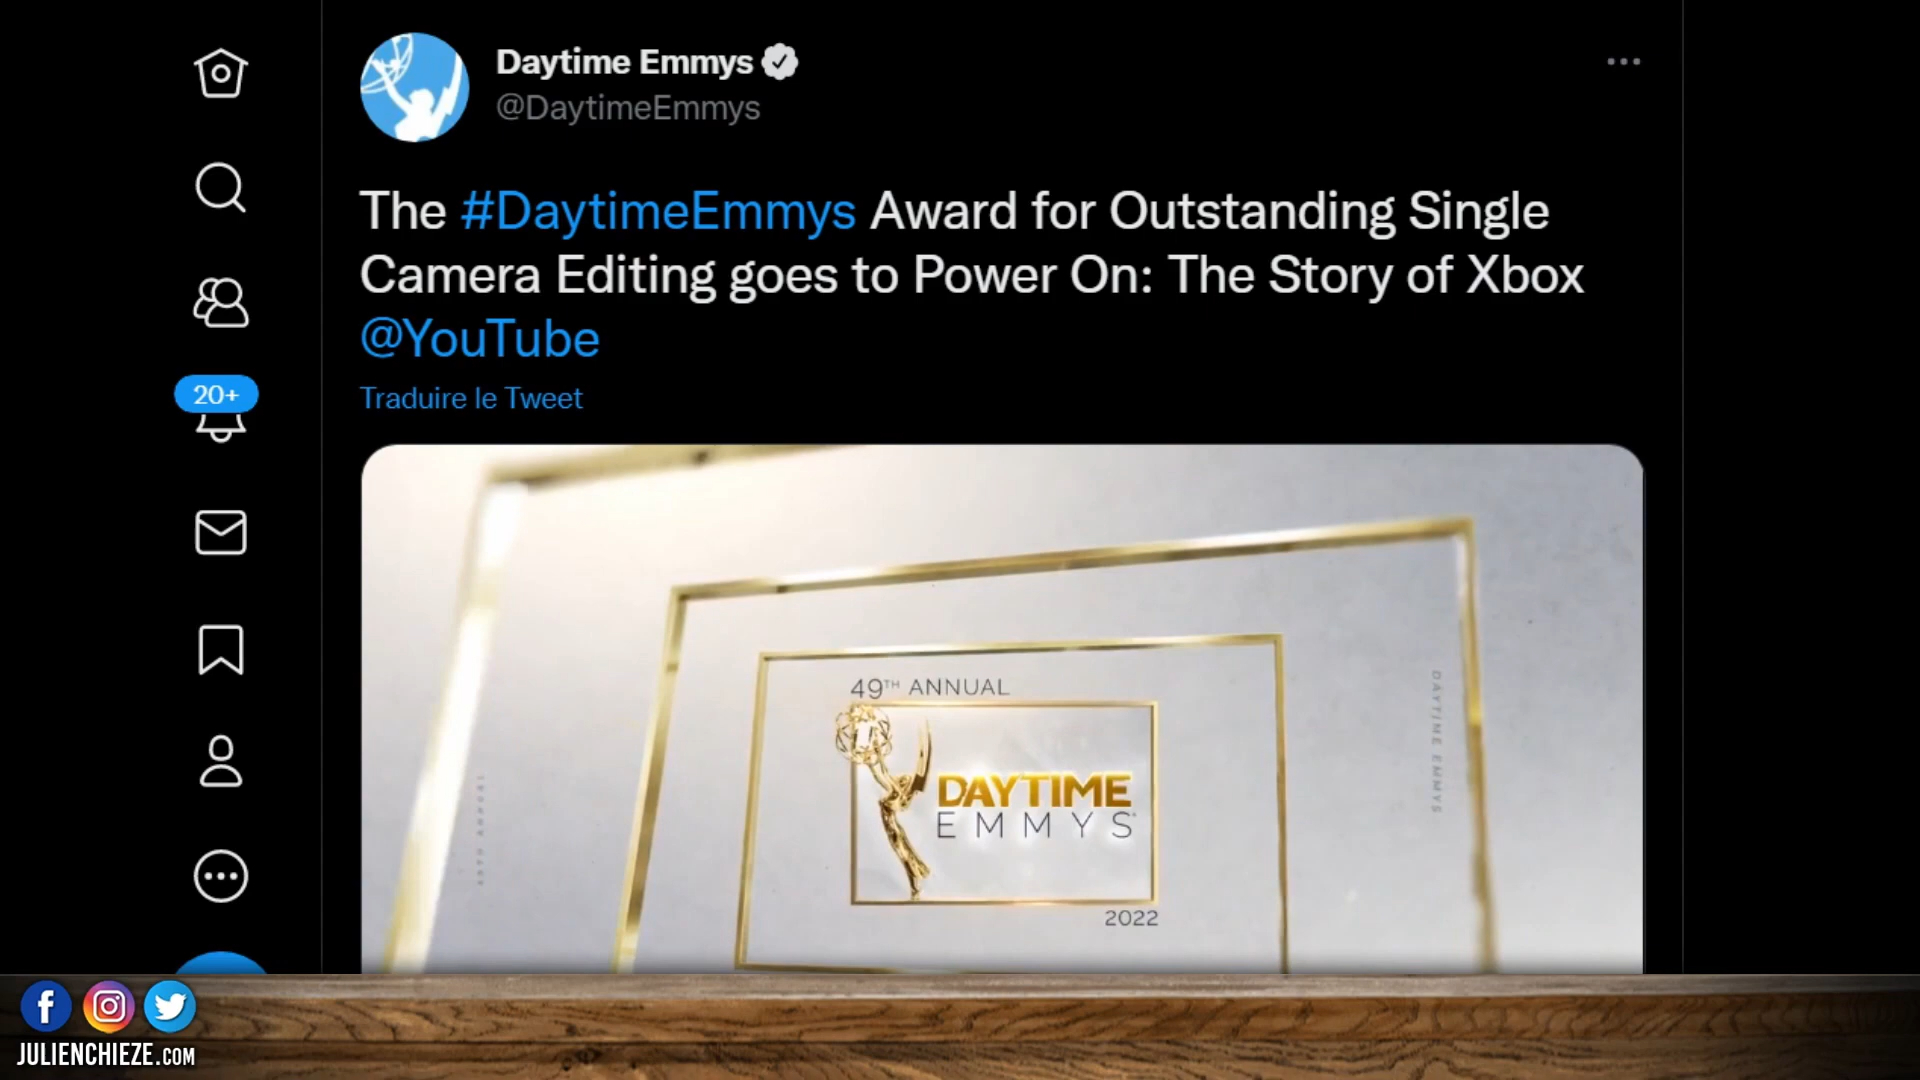 Daytime Emmys
@DaytimeEmmys
The #DaytimeEmmys Award for Outstanding Single
Camera Editing goes to Power On: The Story of Xbox
@YouTube
Traduire le Tweet
20+
49TH ANNUAL
DAYTIME
EMMYS
2022
DAYTIME EMMYS
JULIENCHIEZE.COM